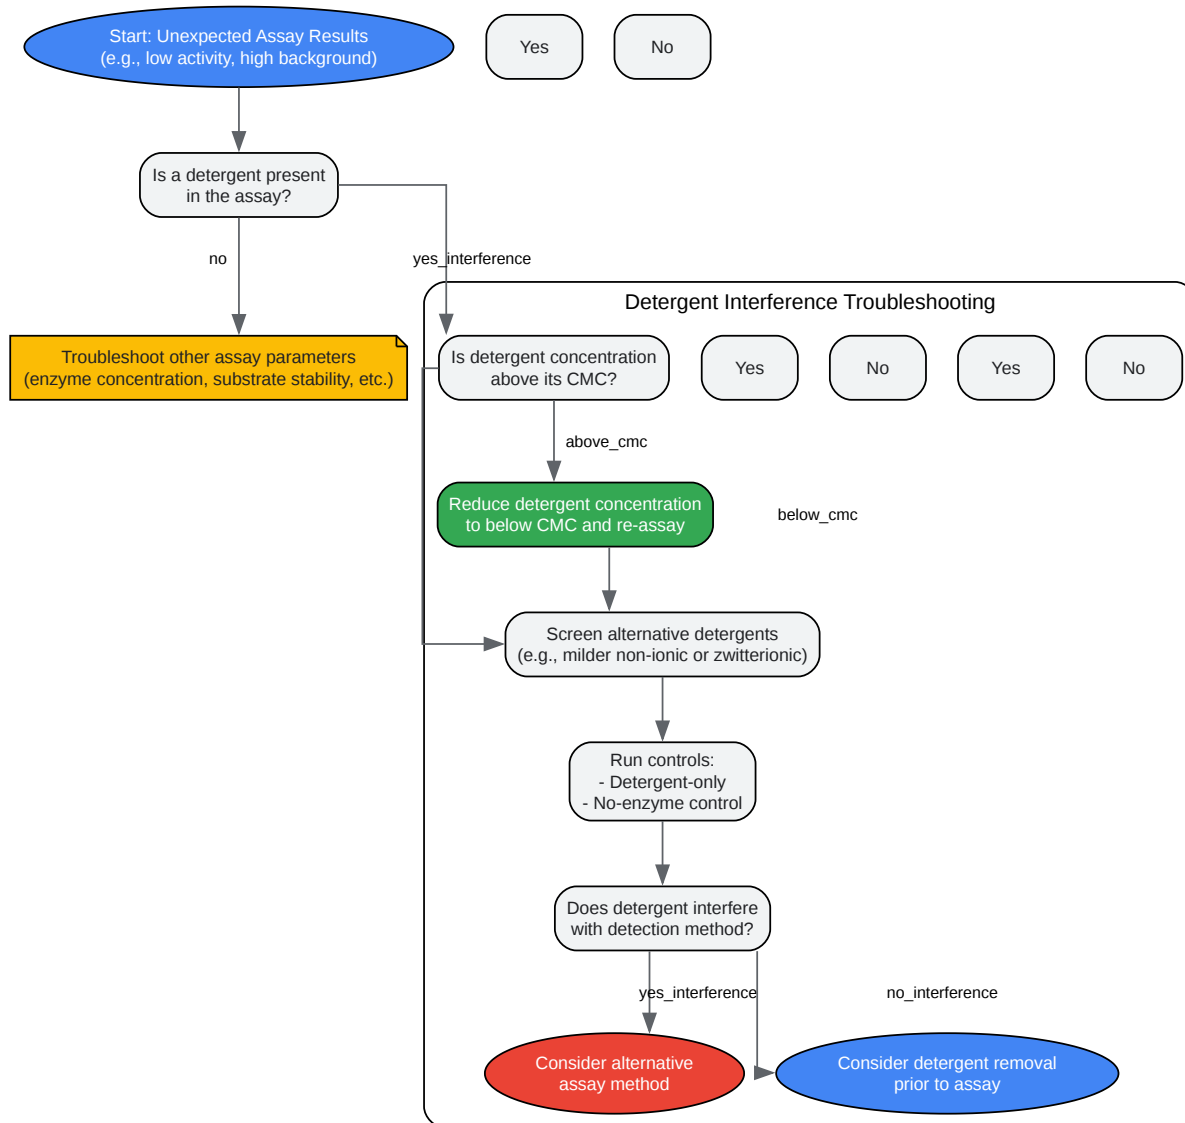 Start: Unexpected Assay Results
(e.g., low activity, high background)
Yes
No
Is a detergent present
in the assay?
no
yes_interference
Detergent Interference Troubleshooting
Troubleshoot other assay parameters
(enzyme concentration, substrate stability, etc.)
Is detergent concentration
above its CMC?
Yes
No
Yes
No
above_cmc
Reduce detergent concentration
to below CMC and re-assay
below_cmc
Screen alternative detergents
(e.g., milder non-ionic or zwitterionic)
Run controls:
- Detergent-only
- No-enzyme control
Does detergent interfere
with detection method?
yes_interference
no_interference
Consider alternative
assay method
Consider detergent removal
prior to assay